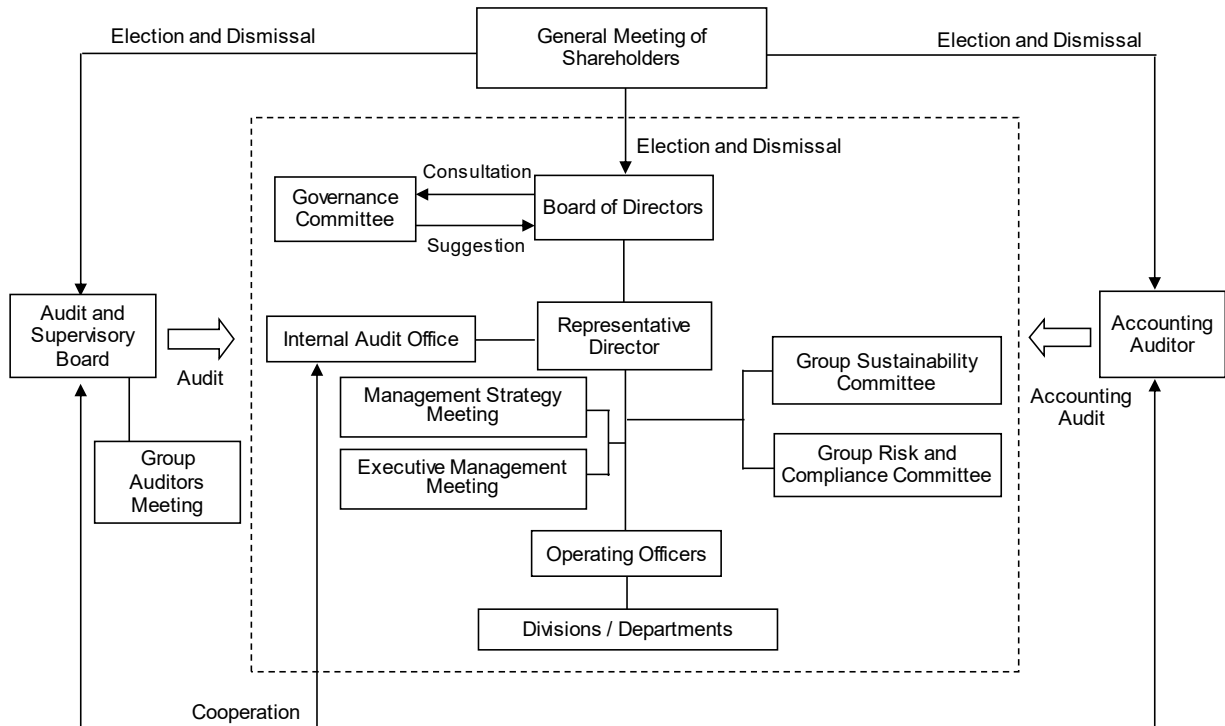 General Meeting of
Shareholders
Election and Dismissal
Election and Dismissal
Election and Dismissal
Consultation
Governance
Committee
Board of Directors
Suggestion
Audit and
Supervisory
Board
Audit
Internal Audit Office
Representative
Director
Accounting
Auditor
Accounting
Audit
Group Sustainability
Committee
Management Strategy
Meeting
Group
Auditors
Meeting
Executive Management
Meeting
Group Risk and
Compliance Committee
Operating Officers
Divisions / Departments
Cooperation